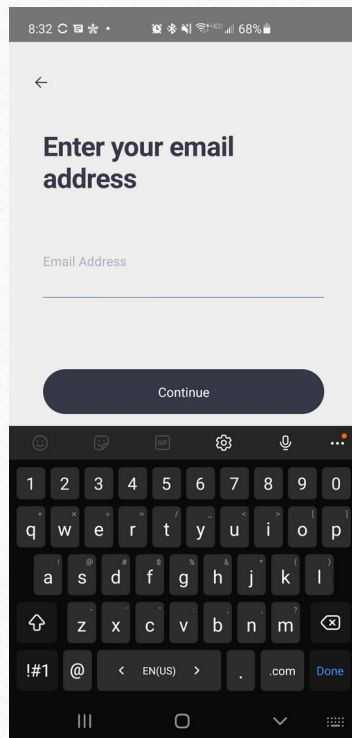 8:32
68%
Enter your email
address
Email Address
Continue
GIF
1 2 3 4 5 6 7 8 9 0
q w e r t y u i o p
a s d f g h j k l
z x c v b n m
!#1 @ < EN(US) > . .com Done